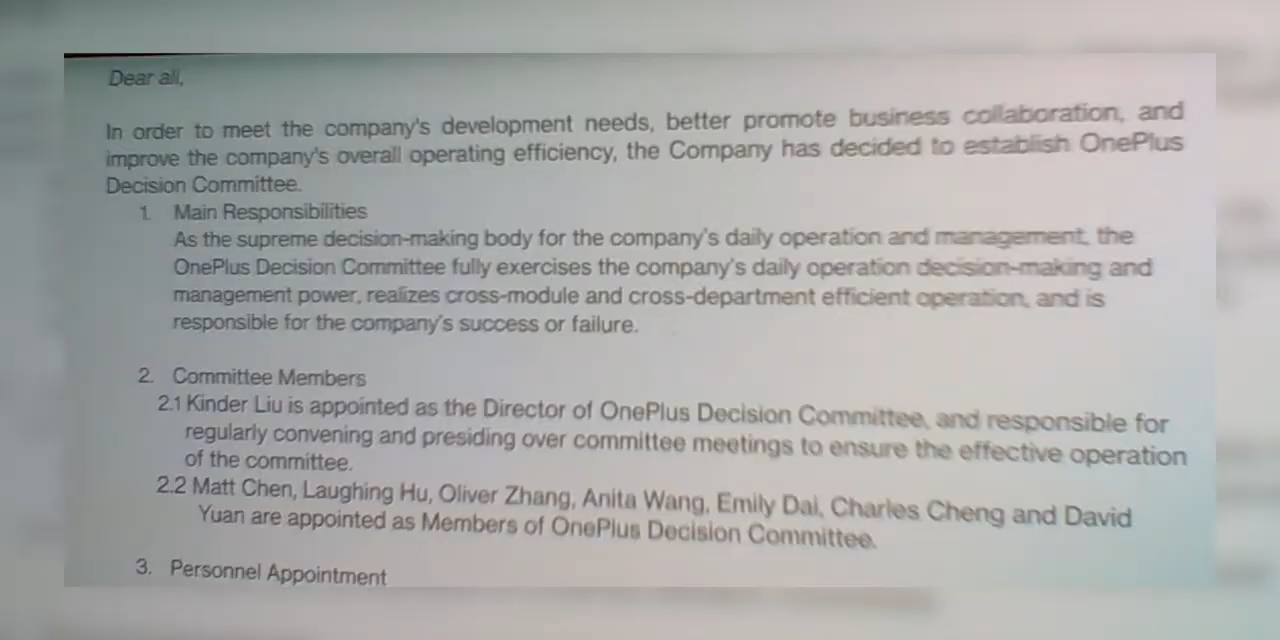 Dear all,
In order to meet the company's development needs, better promote business collaboration, and
improve the company's overall operating efficiency, the Company has decided to establish OnePlus
Decision Committee.
1. Main Responsibilities
As the supreme decision-making body for the company's daily operation and management, the
OnePlus Decision Committee fully exercises the company's daily operation decision-making and
management power, realizes cross-module and cross-department efficient operation, and is
responsible for the company's success or failure.
2. Committee Members
2.1 Kinder Liu is appointed as the Director of OnePlus Decision Committee, and responsible for
regularly convening and presiding over committee meetings to ensure the effective operation
of the committee.
2.2 Matt Chen, Laughing Hu, Oliver Zhang, Anita Wang, Emily Dai, Charles Cheng and David
Yuan are appointed as Members of OnePlus Decision Committee.
3. Personnel Appointment